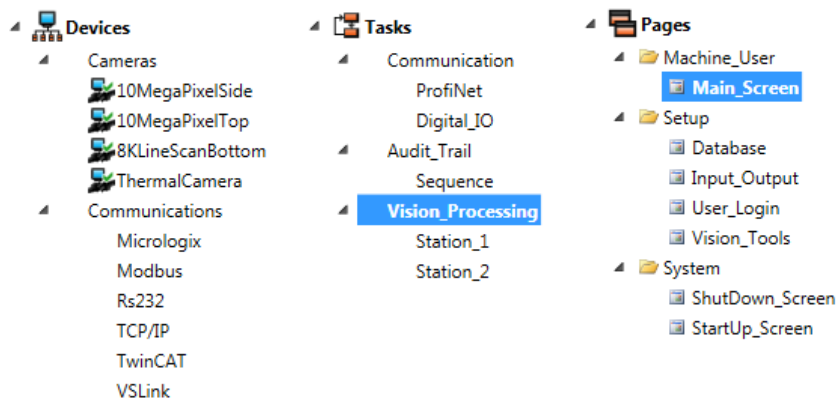 Devices
Cameras
10MegaPixelSide
10MegaPixelTop
8KLineScanBottom
ThermalCamera
Communications
Micrologix
Modbus
Rs232
TCP/IP
TwinCAT
VSLink
Tasks
Communication
ProfiNet
Digital_IO
Audit_Trail
Sequence
Vision_Processing
Station_1
Station_2
Pages
Machine_User
Main_Screen
Setup
Database
Input_Output
User_Login
Vision_Tools
System
ShutDown_Screen
StartUp_Screen